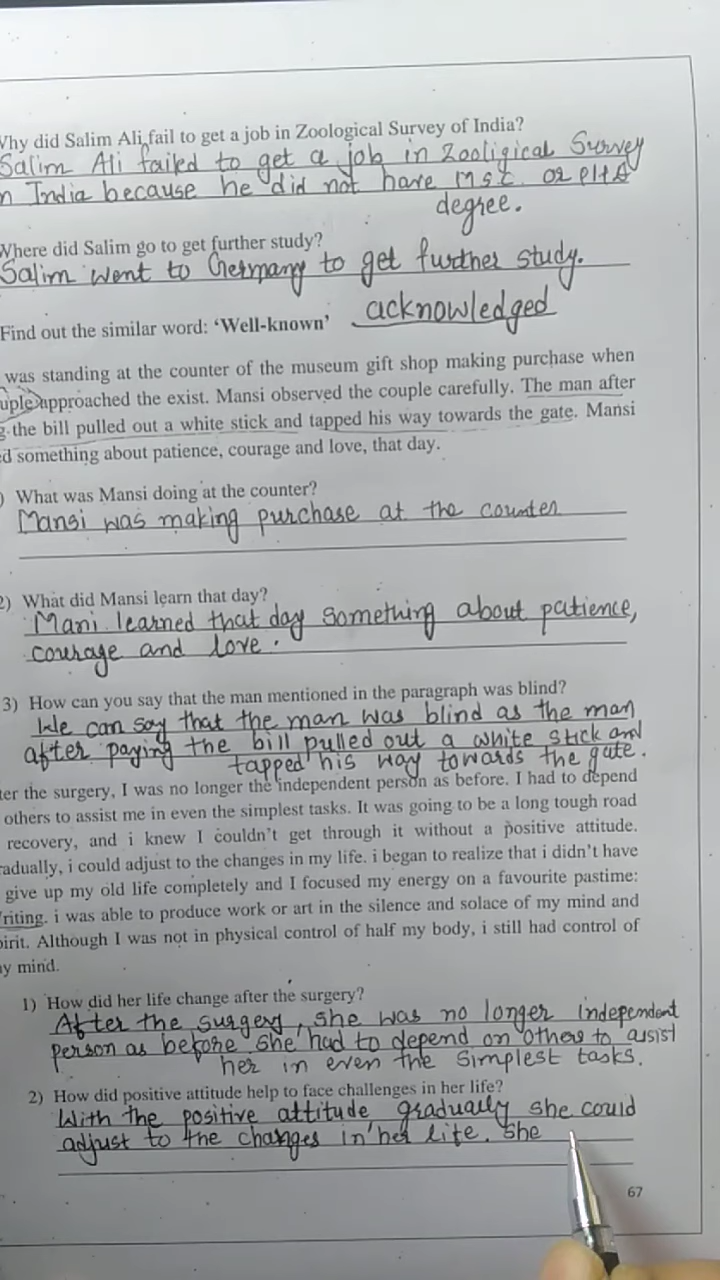 Why did Salim Ali fail to get a job in Zoological Survey of India?
Salim Ali failed to get a job in Zooligical Survey
n India because he did not have M.s.c. or PHD
degree.
Where did Salim go to get further study?
Salim went to Germany to get further study.
Find out the similar word: ‘Well-known’ acknowledged
was standing at the counter of the museum gift shop making purchase when
uple approached the exist. Mansi observed the couple carefully. The man after
g the bill pulled out a white stick and tapped his way towards the gate. Mansi
d something about patience, courage and love, that day.
) What was Mansi doing at the counter?
Mansi was making purchase at the counter
2) What did Mansi learn that day?
Mani learned that day something about patience,
courage and love.
3) How can you say that the man mentioned in the paragraph was blind?
We can say that the man was blind as the man
after paying the bill pulled out a white stick and
tapped his way towards the gate.
ter the surgery, I was no longer the independent person as before. I had to depend
others to assist me in even the simplest tasks. It was going to be a long tough road
recovery, and i knew I couldn’t get through it without a positive attitude.
radually, i could adjust to the changes in my life. i began to realize that i didn’t have
give up my old life completely and I focused my energy on a favourite pastime:
riting. i was able to produce work or art in the silence and solace of my mind and
pirit. Although I was not in physical control of half my body, i still had control of
y mind.
1) How did her life change after the surgery?
After the surgery, she was no longer independent
person as before. she had to depend on others to assist
her in even the simplest tasks.
2) How did positive attitude help to face challenges in her life?
With the positive attitude gradually she could
adjust to the changes in her life. she
67